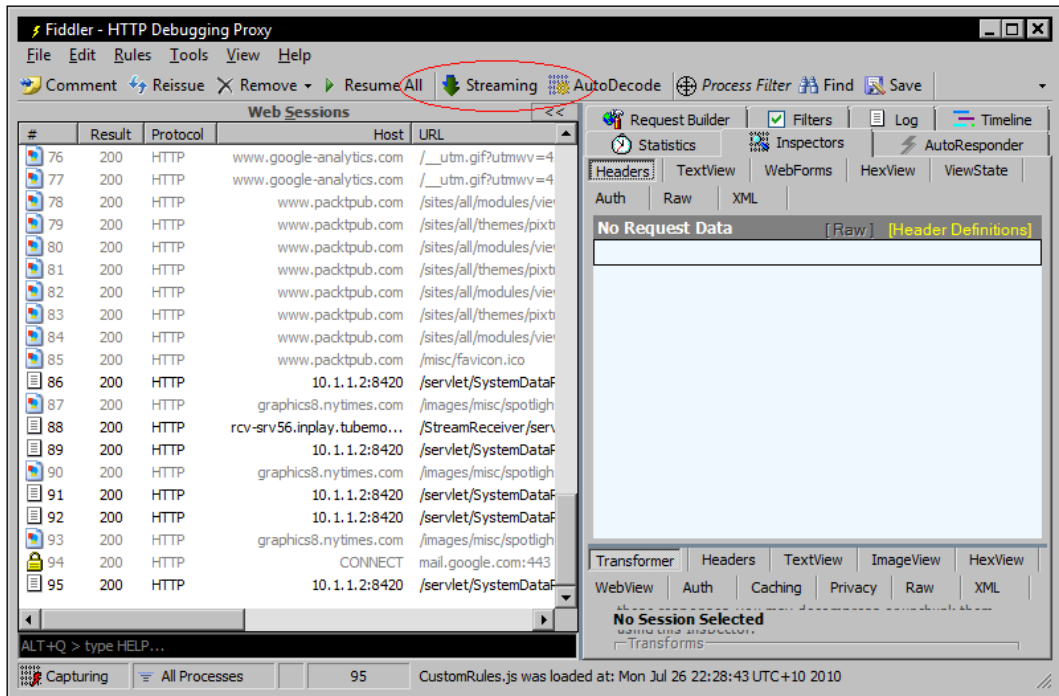 Fiddler - HTTP Debugging Proxy
File Edit Rules Tools View Help
Comment Reissue Remove Resume All Streaming AutoDecode Process Filter Find Save
Web Sessions <<
# Result Protocol Host URL
76 200 HTTP www.google-analytics.com /__utm.gif?utmwv=4
77 200 HTTP www.google-analytics.com /__utm.gif?utmwv=4
78 200 HTTP www.packtpub.com /sites/all/modules/vie
79 200 HTTP www.packtpub.com /sites/all/themes/pixt
80 200 HTTP www.packtpub.com /sites/all/modules/vie
81 200 HTTP www.packtpub.com /sites/all/themes/pixt
82 200 HTTP www.packtpub.com /sites/all/modules/vie
83 200 HTTP www.packtpub.com /sites/all/themes/pixt
84 200 HTTP www.packtpub.com /sites/all/modules/vie
85 200 HTTP www.packtpub.com /misc/favicon.ico
86 200 HTTP 10.1.1.2:8420 /servlet/SystemData
87 200 HTTP graphics8.nytimes.com /images/misc/spotligh
88 200 HTTP rcv-srv56.inplay.tubemo... /StreamReceiver/serv
89 200 HTTP 10.1.1.2:8420 /servlet/SystemData
90 200 HTTP graphics8.nytimes.com /images/misc/spotligh
91 200 HTTP 10.1.1.2:8420 /servlet/SystemData
92 200 HTTP 10.1.1.2:8420 /servlet/SystemData
93 200 HTTP graphics8.nytimes.com /images/misc/spotligh
94 200 HTTP CONNECT mail.google.com:443
95 200 HTTP 10.1.1.2:8420 /servlet/SystemData
ALT+Q > type HELP...
Request Builder Filters Log Timeline
Statistics Inspectors AutoResponder
Headers TextView WebForms HexView ViewState
Auth Raw XML
No Request Data [Raw] [Header Definitions]
Transformer Headers TextView ImageView HexView
WebView Auth Caching Privacy Raw XML
No Session Selected
using this Inspector.
Transforms
Capturing All Processes 95 CustomRules.js was loaded at: Mon Jul 26 22:28:43 UTC+10 2010